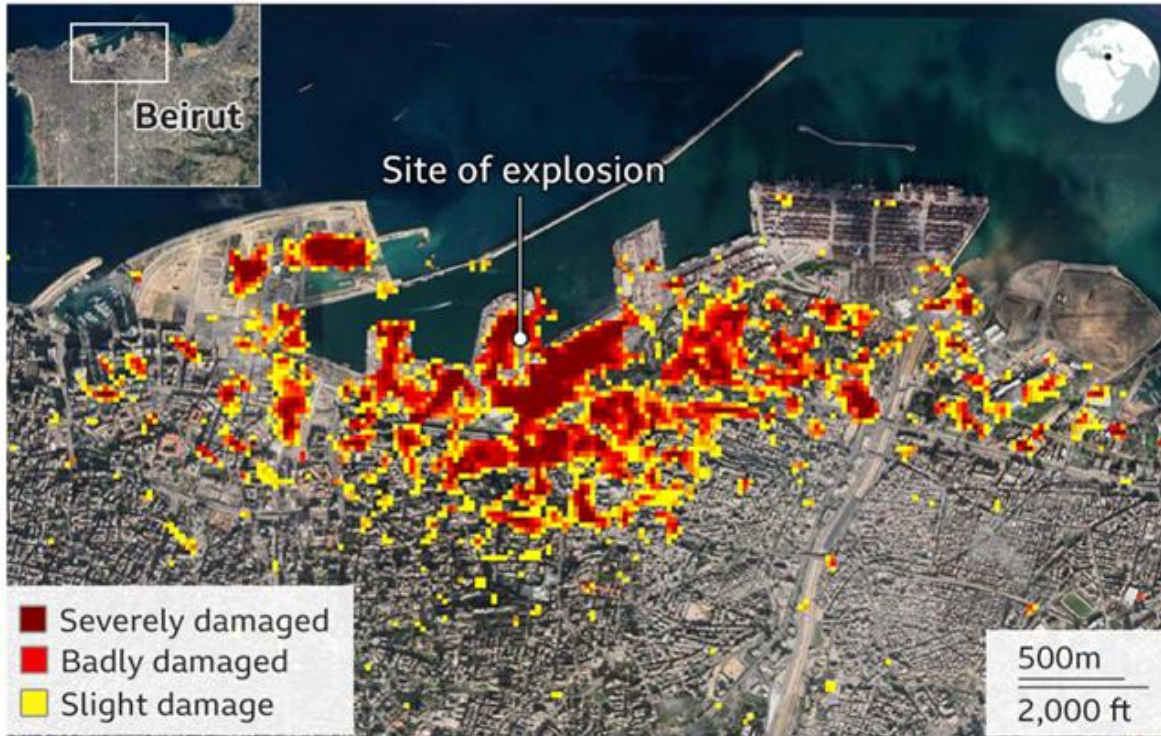 Beirut
Site of explosion
Severely damaged
Badly damaged
Slight damage
500m
2,000 ft